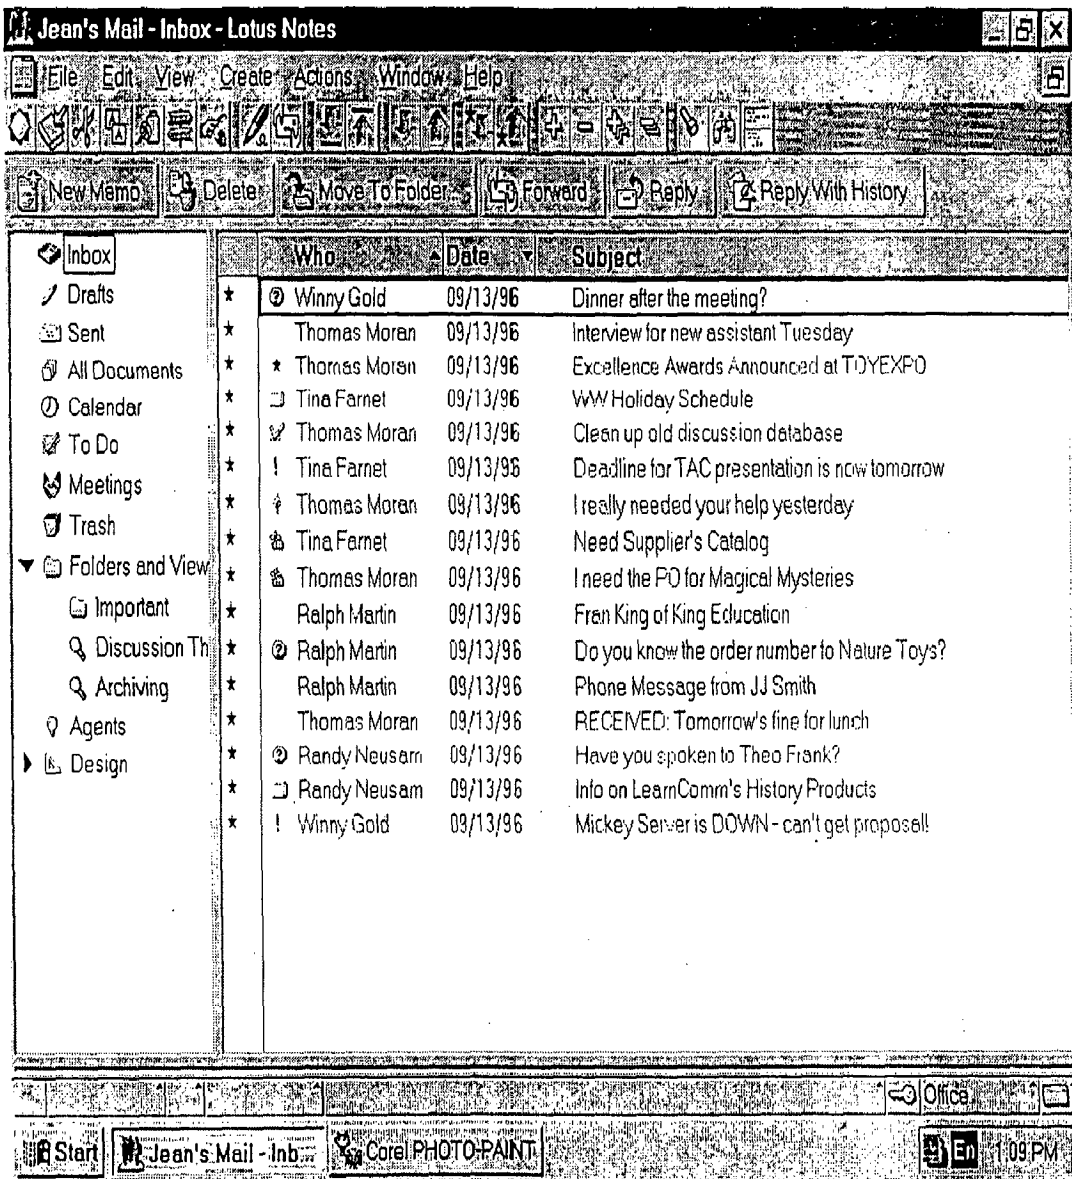 Jean's Mail - Inbox - Lotus Notes
File Edit View Create Actions Window Help
New Memo Delete Move To Folder... Forward Reply Reply With History
Inbox
Drafts
Sent
All Documents
Calendar
To Do
Meetings
Trash
Folders and View
Important
Discussion Th
Archiving
Agents
Design
Who Date Subject
Winny Gold 09/13/96 Dinner after the meeting?
Thomas Moran 09/13/96 Interview for new assistant Tuesday
Thomas Moran 09/13/96 Excellence Awards Announced at TOYEXPO
Tina Farnet 09/13/96 WW Holiday Schedule
Thomas Moran 09/13/96 Clean up old discussion database
! Tina Farnet 09/13/96 Deadline for TAC presentation is now tomorrow
Thomas Moran 09/13/96 I really needed your help yesterday
Tina Farnet 09/13/96 Need Supplier's Catalog
Thomas Moran 09/13/96 I need the PO for Magical Mysteries
Ralph Martin 09/13/96 Fran King of King Education
Ralph Martin 09/13/96 Do you know the order number to Nature Toys?
Ralph Martin 09/13/96 Phone Message from JJ Smith
Thomas Moran 09/13/96 RECEIVED: Tomorrow's fine for lunch
Randy Neusam 09/13/96 Have you spoken to Theo Frank?
Randy Neusam 09/13/96 Info on LearnComm's History Products
! Winny Gold 09/13/96 Mickey Server is DOWN - can't get proposal!
Office
Start Jean's Mail - Inb... Corel PHOTO-PAINT En 1:09 PM